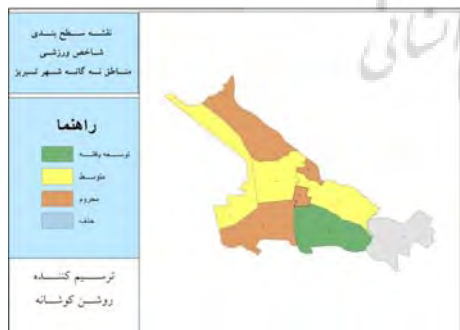 نقشه سطح بندی
شاخص ورزشی
مناطق نه گانه شهر تبریز
راهنما
توسعه یافته
متوسط
محروم
حذف
ترسیم کننده
روشن کوشانه